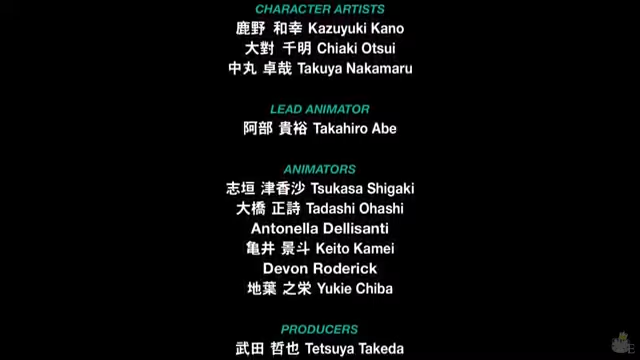 CHARACTER ARTISTS
鹿野 和幸 Kazuyuki Kano
大對 千明 Chiaki Otsui
中丸 卓哉 Takuya Nakamaru
LEAD ANIMATOR
阿部 貴裕 Takahiro Abe
ANIMATORS
志垣 津香沙 Tsukasa Shigaki
大橋 正詩 Tadashi Ohashi
Antonella Dellisanti
亀井 景斗 Keito Kamei
Devon Roderick
地葉 之栄 Yukie Chiba
PRODUCERS
武田 哲也 Tetsuya Takeda